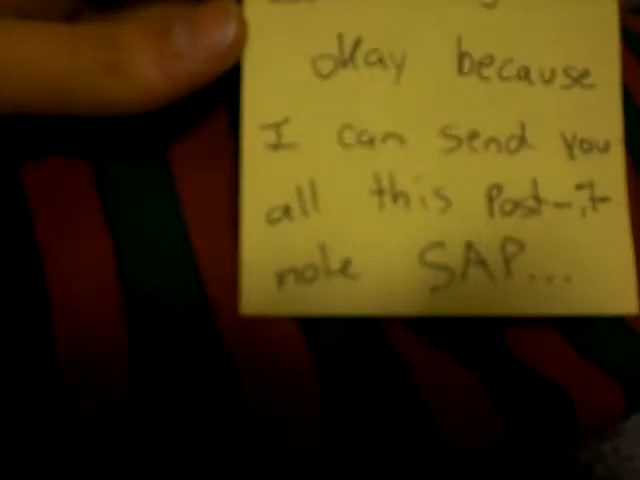 okay because
I can send you
all this Post-it
note SAP...